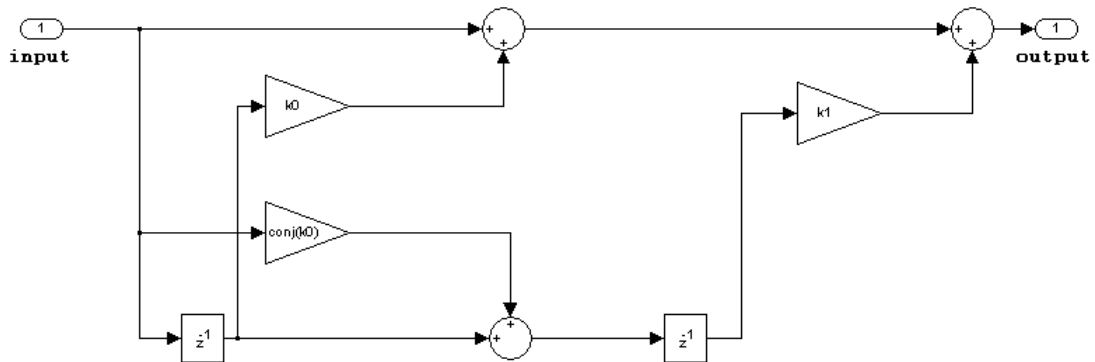 1
input
+
+
+
+
1
output
k0
k1
conj(k0)
+
+
z^-1
z^-1